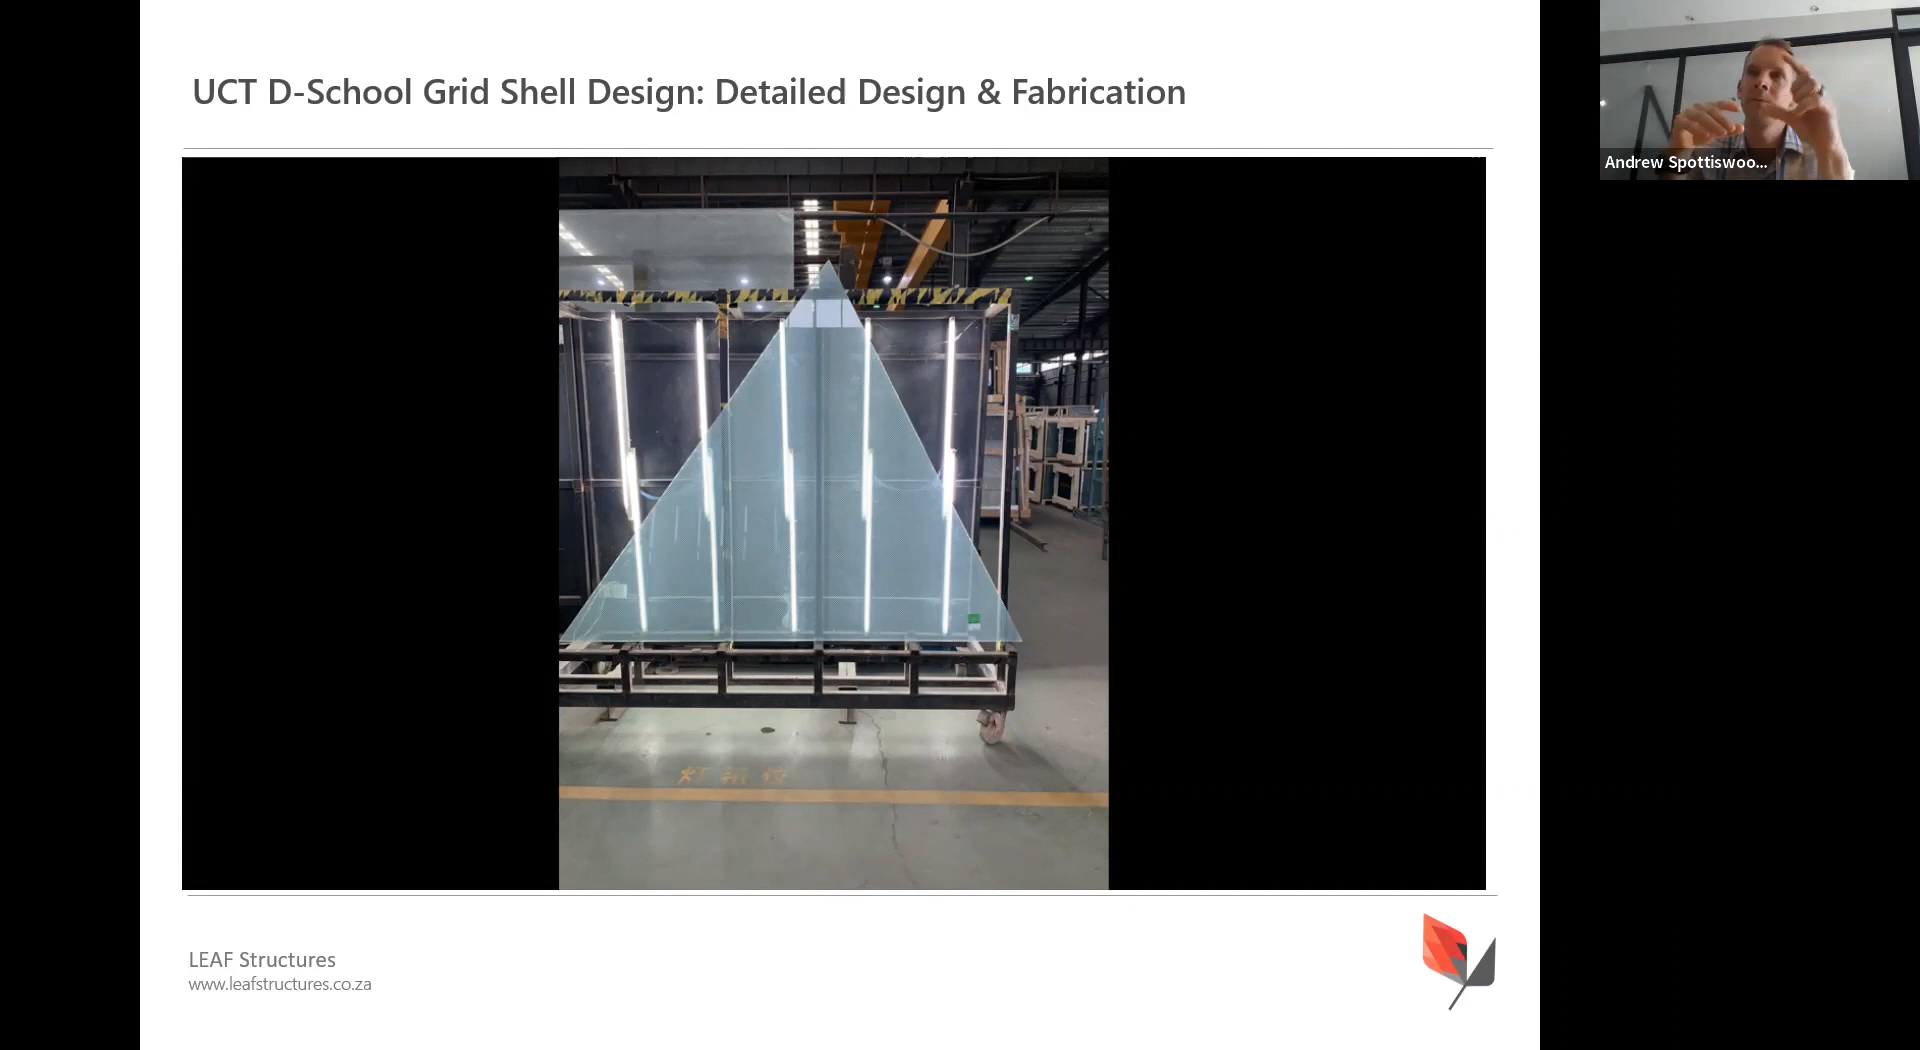 UCT D-School Grid Shell Design: Detailed Design & Fabrication
Andrew Spottiswoo...
LEAF Structures
www.leafstructures.co.za